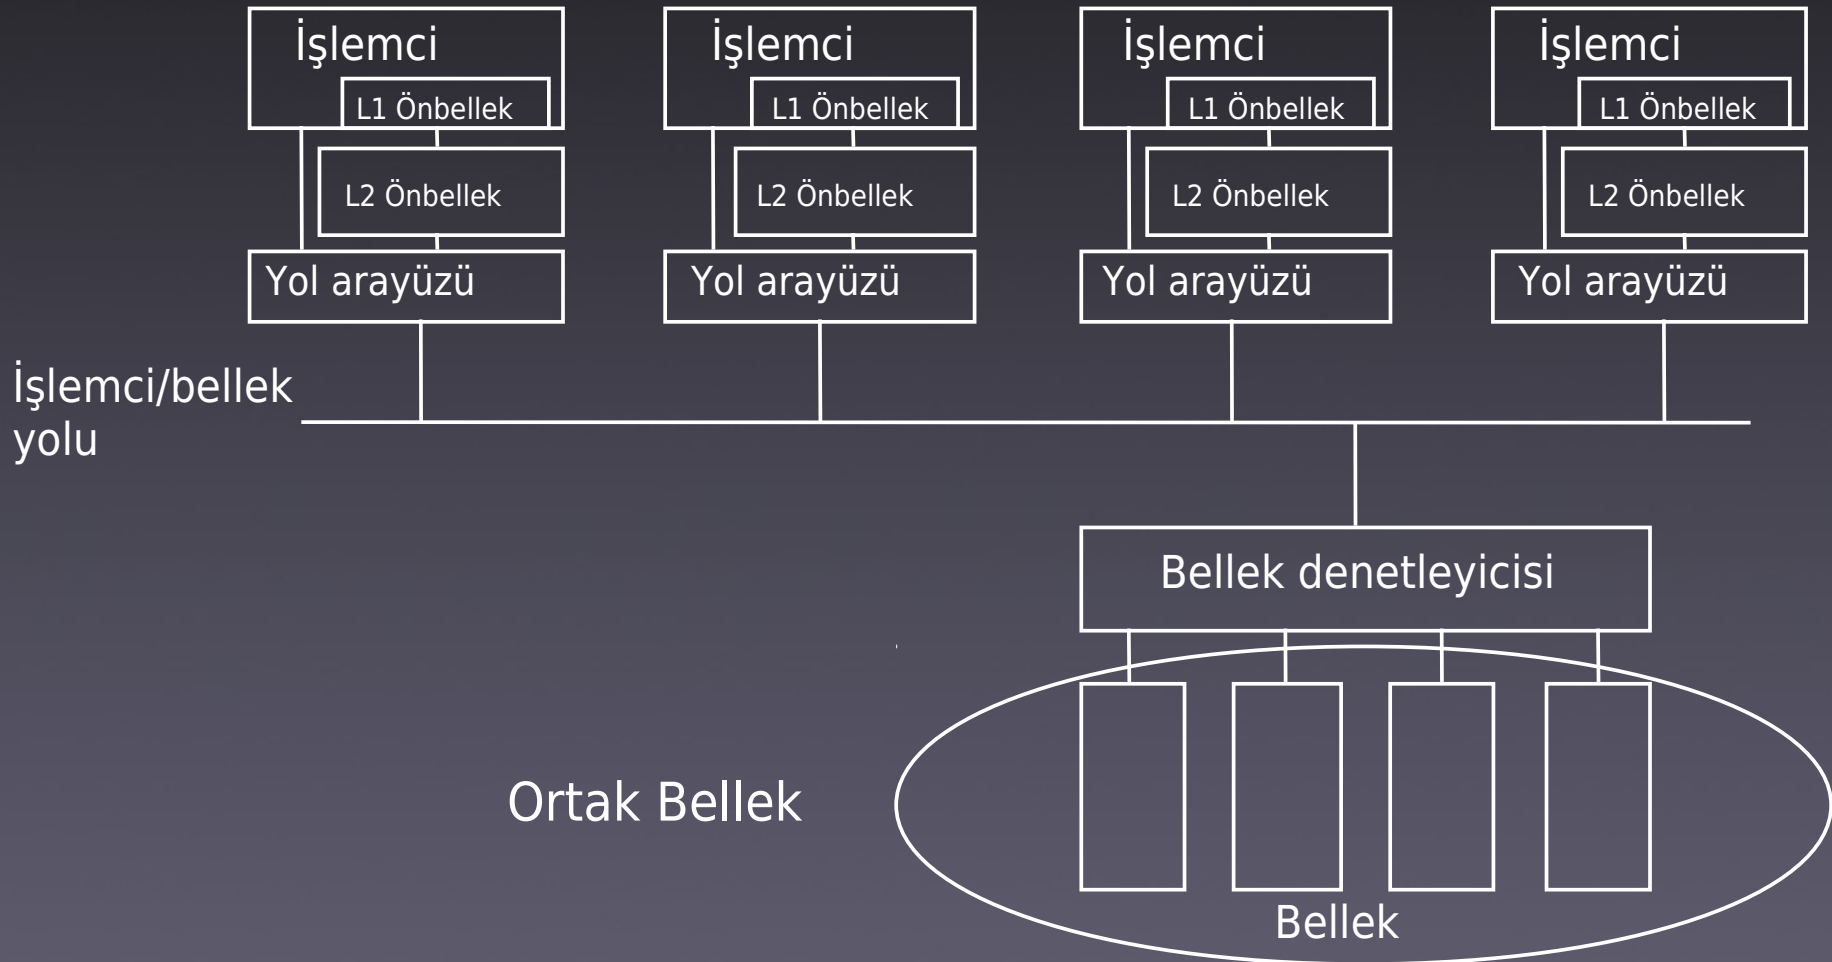 İşlemci
L1 Önbellek
L2 Önbellek
Yol arayüzü
İşlemci
L1 Önbellek
L2 Önbellek
Yol arayüzü
İşlemci
L1 Önbellek
L2 Önbellek
Yol arayüzü
İşlemci
L1 Önbellek
L2 Önbellek
Yol arayüzü
İşlemci/bellek
yolu
Bellek denetleyicisi
Ortak Bellek
Bellek